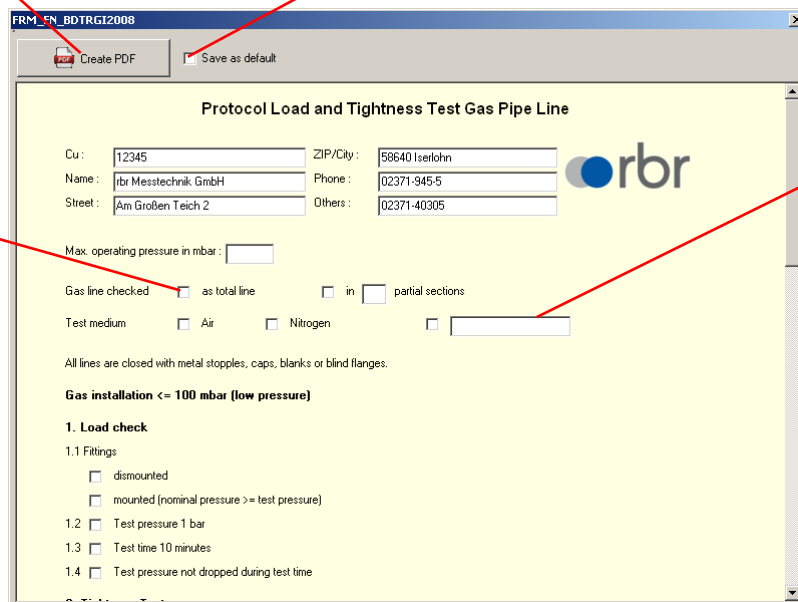 FRM_EN_BDTRGI2008
PDF Create PDF Save as default
Protocol Load and Tightness Test Gas Pipe Line
Cu : 12345 ZIP/City : 58640 Iserlohn
rbr
Name : rbr Messtechnik GmbH Phone : 02371-945-5
Street : Am Großen Teich 2 Others : 02371-40305
Max. operating pressure in mbar :
Gas line checked as total line in partial sections
Test medium Air Nitrogen
All lines are closed with metal stopples, caps, blanks or blind flanges.
Gas installation <= 100 mbar (low pressure)
1. Load check
1.1 Fittings
dismounted
mounted (nominal pressure >= test pressure)
1.2 Test pressure 1 bar
1.3 Test time 10 minutes
1.4 Test pressure not dropped during test time